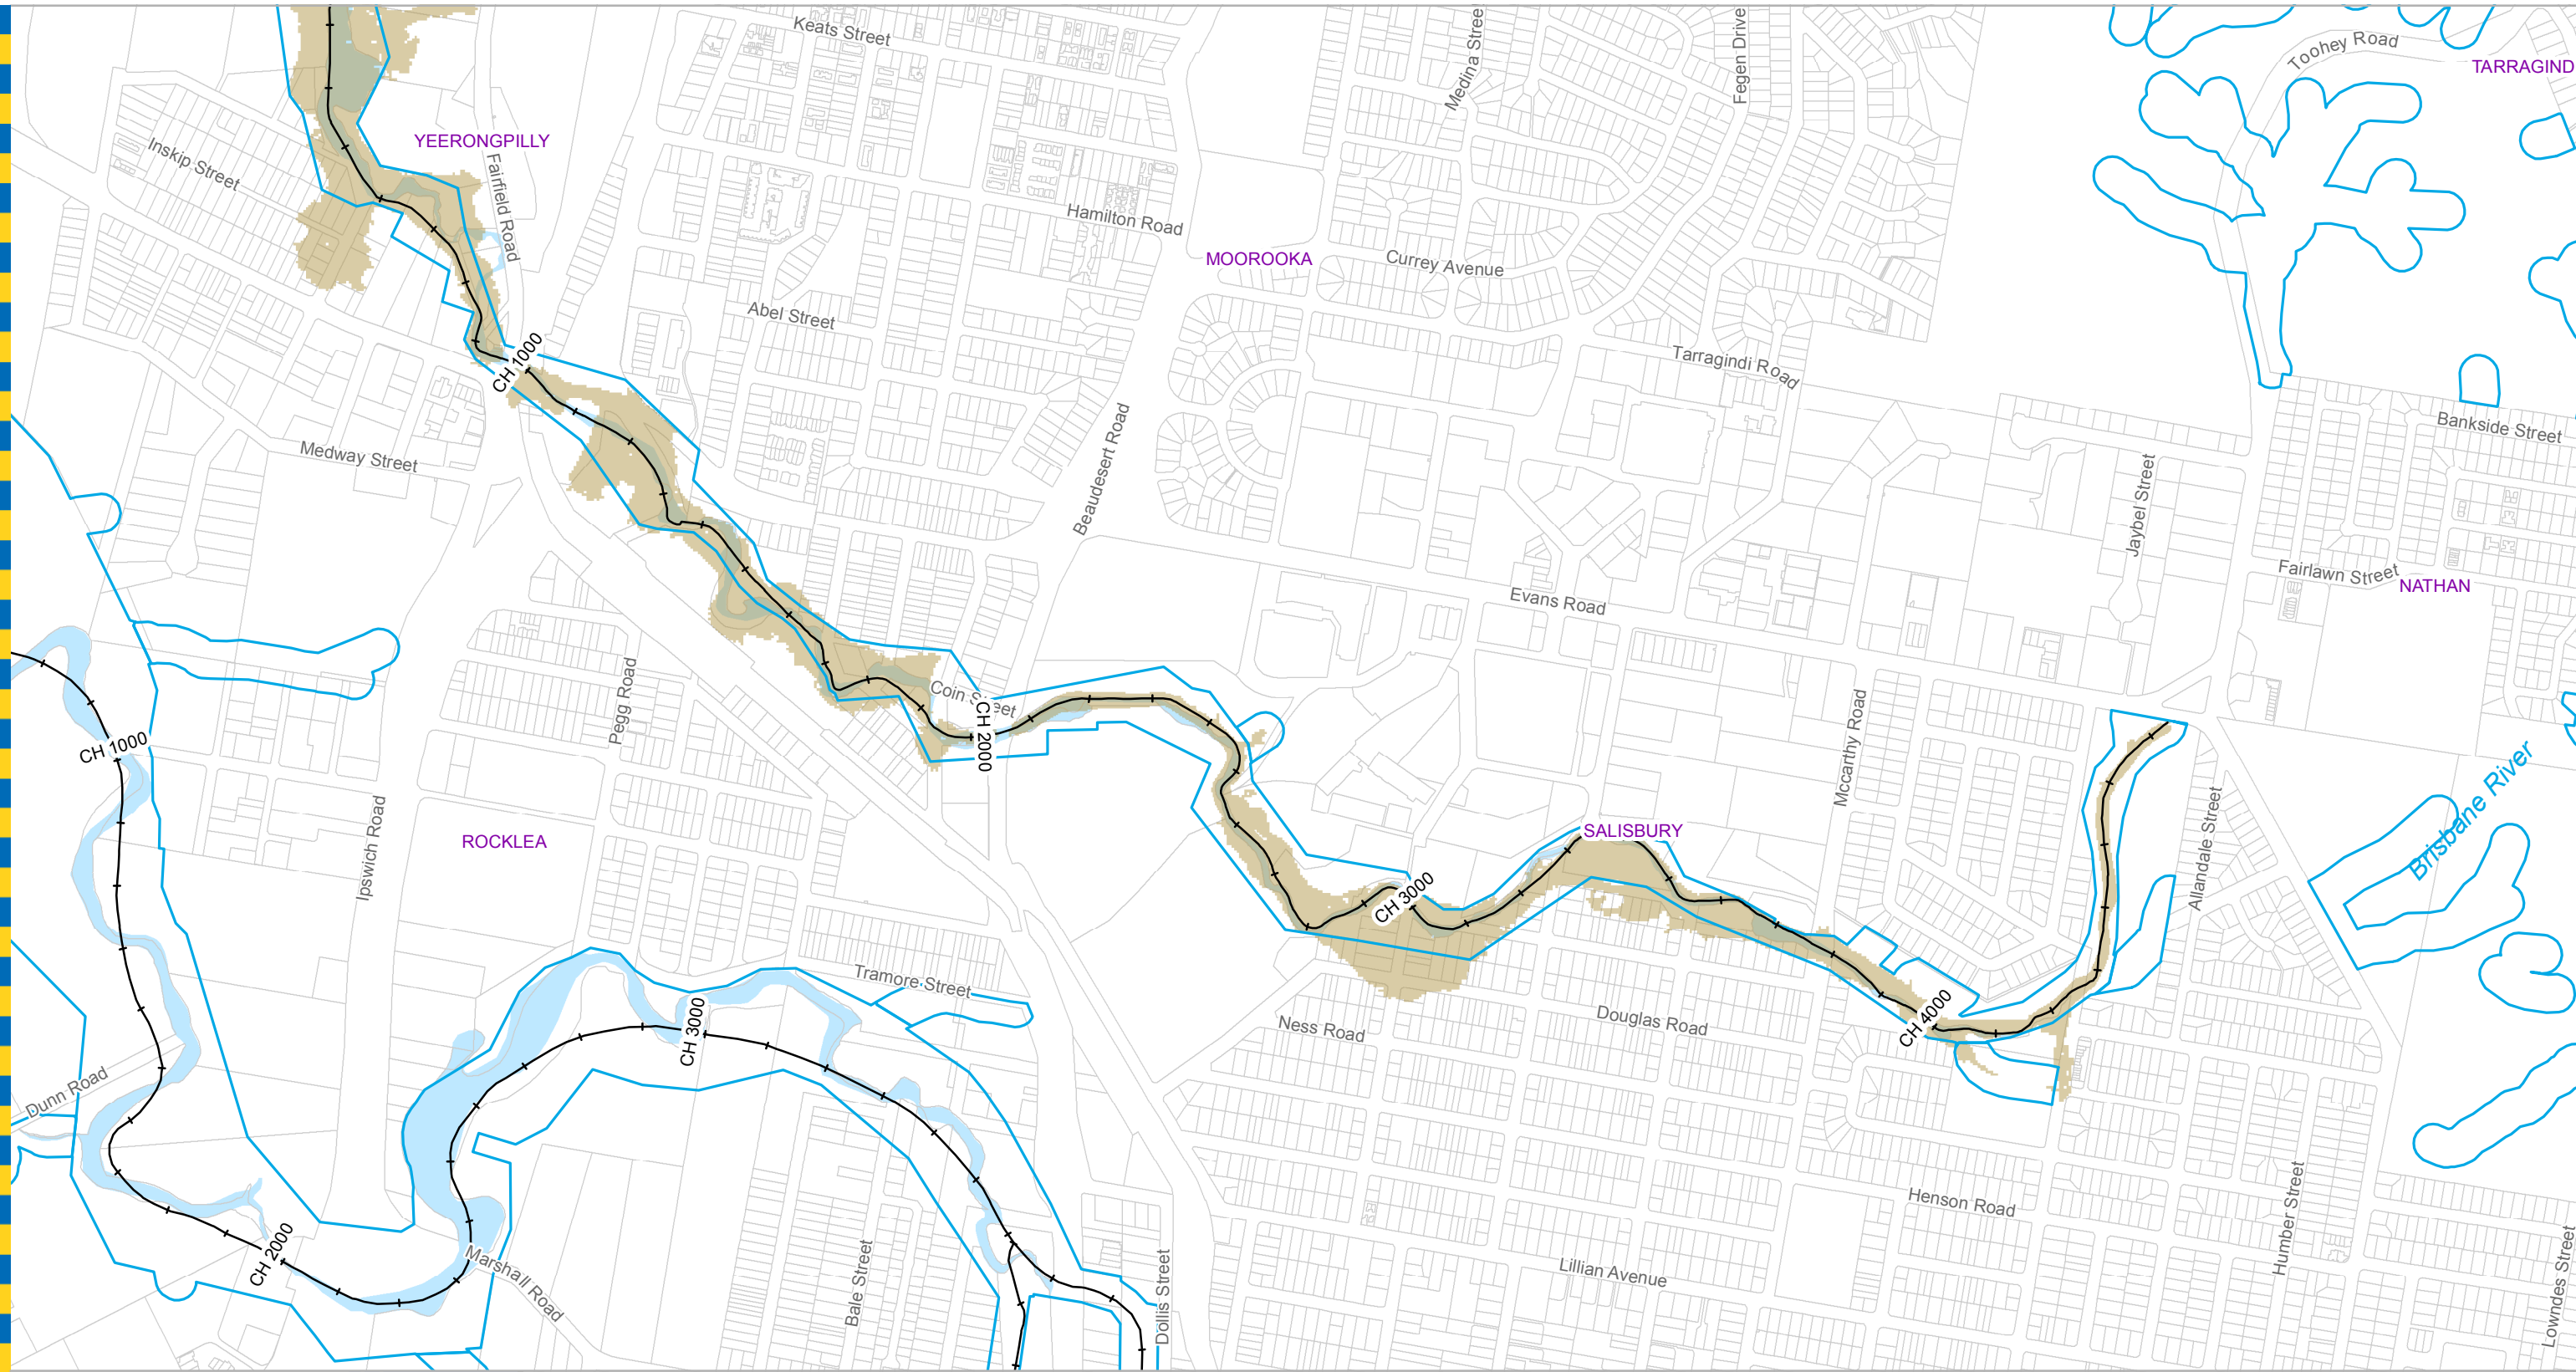 Keats Street
Medina Stree
Fegen Drive
Toohey Road
TARRAGIND
YEERONGPILLY
Inskip Street
Fairfield Road
Hamilton Road
MOOROOKA
Currey Avenue
Abel Street
CH 1000
Tarragindi Road
Beaudesert Road
Bankside Street
Medway Street
Jaybel Street
Fairlawn Street
NATHAN
Evans Road
Pegg Road
Coin Street
CH 2000
CH 1000
Mccarthy Road
Brisbane River
Ipswich Road
ROCKLEA
SALISBURY
Allandale Street
CH 3000
Tramore Street
CH 3000
Ness Road
Douglas Road
CH 4000
Dunn Road
Henson Road
Humber Street
CH 2000
Marshall Road
Bale Street
Dollis Street
Lillian Avenue
Lowndes Street